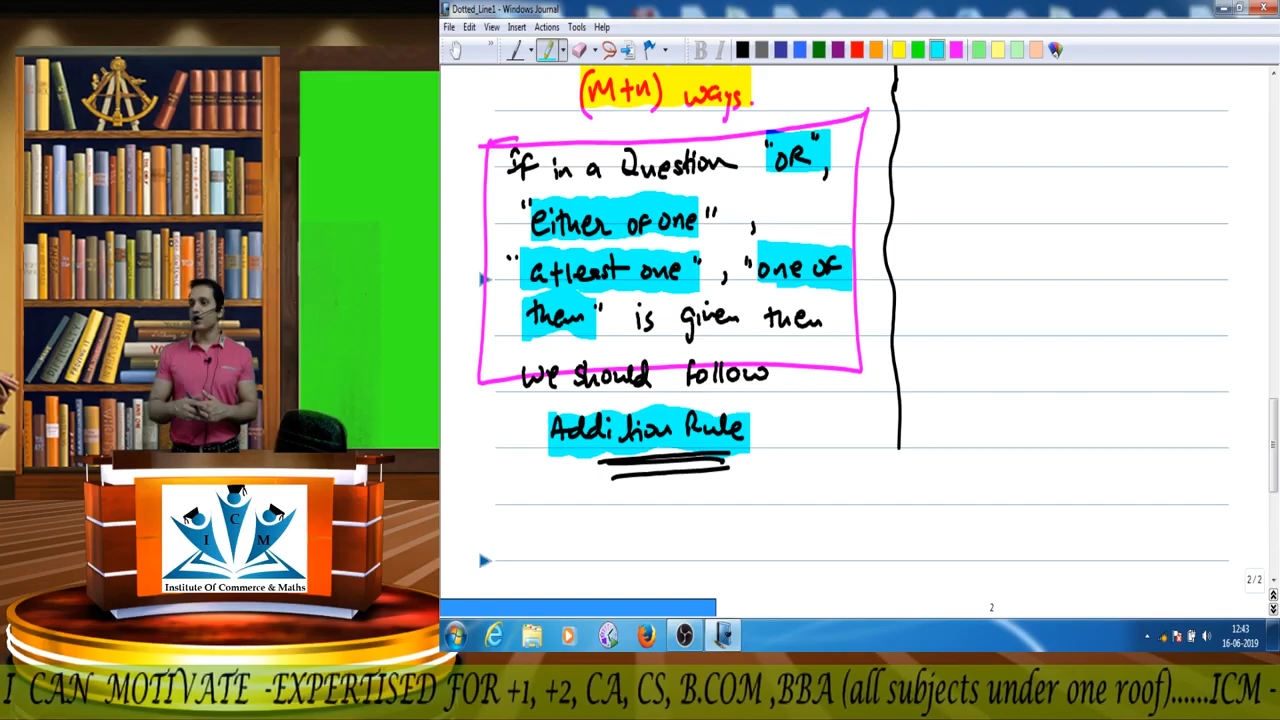 Dotted_Line1 - Windows Journal
File Edit View Insert Actions Tools Help
(M+n) ways.
If in a Question "OR",
"either of one",
"atleast one", "one of
them" is given then
we should follow
Addition Rule
2/2
2
12:43
16-06-2019
I C M
Institute Of Commerce & Maths
I CAN MOTIVATE -EXPERTISED FOR +1, +2, CA, CS, B.COM ,BBA (all subjects under one roof)......ICM -